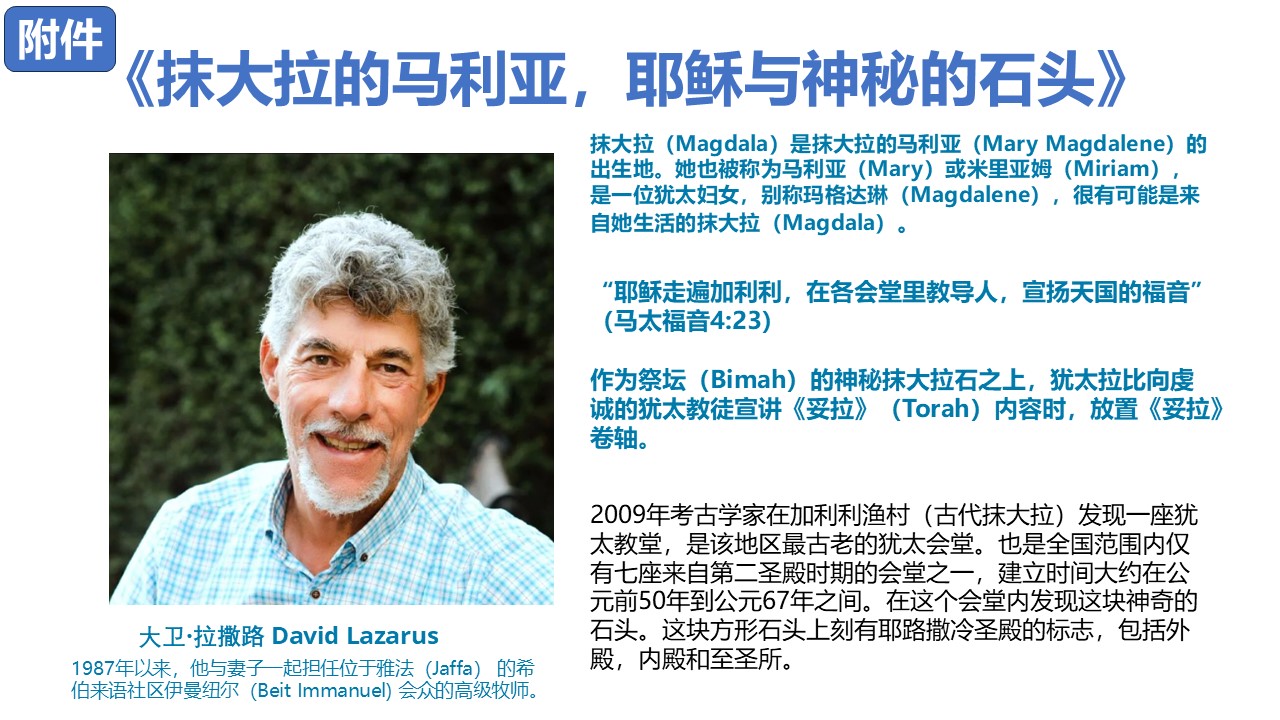 附件
《抹大拉的马利亚，耶稣与神秘的石头》
抹大拉（Magdala）是抹大拉的马利亚（Mary Magdalene）的
出生地。她也被称为马利亚（Mary）或米里亚姆（Miriam），
是一位犹太妇女，别称玛格达琳（Magdalene），很有可能是来
自她生活的抹大拉（Magdala）。
“耶稣走遍加利利，在各会堂里教导人，宣扬天国的福音”
（马太福音4:23）
作为祭坛（Bimah）的神秘抹大拉石之上，犹太拉比向虔
诚的犹太教徒宣讲《妥拉》（Torah）内容时，放置《妥拉》
卷轴。
2009年考古学家在加利利渔村（古代抹大拉）发现一座犹
太教堂，是该地区最古老的犹太会堂。也是全国范围内仅
有七座来自第二圣殿时期的会堂之一，建立时间大约在公
元前50年到公元67年之间。在这个会堂内发现这块神奇的
石头。这块方形石头上刻有耶路撒冷圣殿的标志，包括外
殿，内殿和至圣所。
大卫·拉撒路 David Lazarus
1987年以来，他与妻子一起担任位于雅法（Jaffa） 的希
伯来语社区伊曼纽尔（Beit Immanuel) 会众的高级牧师。